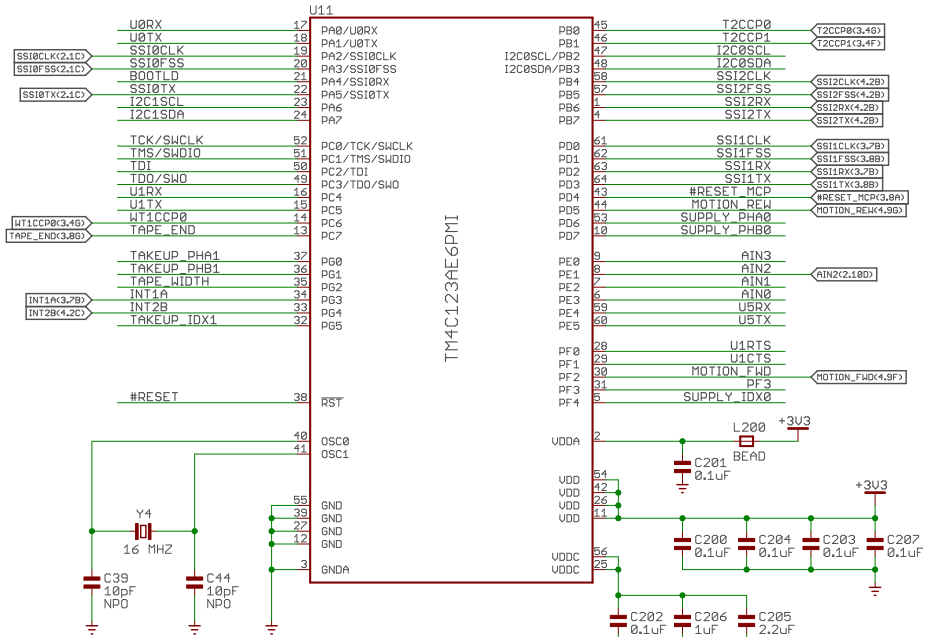 U11
U0RX 17 PA0/U0RX PB0 45 T2CCP0 T2CCP0(3.4G)
U0TX 18 PA1/U0TX PB1 46 T2CCP1 T2CCP1(3.4F)
SSI0CLK(2.1C) SSI0CLK 19 PA2/SSI0CLK I2C0SCL/PB2 47 I2C0SCL
SSI0FSS(2.1C) SSI0FSS 20 PA3/SSI0FSS I2C0SDA/PB3 48 I2C0SDA
BOOTLD 21 PA4/SSI0RX PB4 58 SSI2CLK SSI2CLK(4.2B)
SSI0TX(2.1C) SSI0TX 22 PA5/SSI0TX PB5 57 SSI2FSS SSI2FSS(4.2B)
I2C1SCL 23 PA6 PB6 1 SSI2RX SSI2RX(4.2B)
I2C1SDA 24 PA7 PB7 4 SSI2TX SSI2TX(4.2B)
TCK/SWCLK 52 PC0/TCK/SWCLK PD0 61 SSI1CLK SSI1CLK(3.7B)
TMS/SWDIO 51 PC1/TMS/SWDIO PD1 62 SSI1FSS SSI1FSS(3.8B)
TDI 50 PC2/TDI PD2 63 SSI1RX SSI1RX(3.7B)
TDO/SWO 49 PC3/TDO/SWO PD3 64 SSI1TX SSI1TX(3.8B)
U1RX 16 PC4 PD4 43 #RESET_MCP #RESET_MCP(3.8A)
U1TX 15 PC5 PD5 44 MOTION_REW MOTION_REW(4.9G)
WT1CCP0(3.4G) WT1CCP0 14 PC6 PD6 53 SUPPLY_PHA0
TAPE_END(3.8G) TAPE_END 13 PC7 PD7 10 SUPPLY_PHB0
TM4C123AE6PMI
TAKEUP_PHA1 37 PG0 PE0 9 AIN3
TAKEUP_PHB1 36 PG1 PE1 8 AIN2 AIN2(2.10D)
TAPE_WIDTH 35 PG2 PE2 7 AIN1
INT1A(3.7B) INT1A 34 PG3 PE3 6 AIN0
INT2B(4.2C) INT2B 33 PG4 PE4 59 U5RX
TAKEUP_IDX1 32 PG5 PE5 60 U5TX
PF0 28 U1RTS
PF1 29 U1CTS
PF2 30 MOTION_FWD MOTION_FWD(4.9F)
PF3 31 PF3
#RESET 38 RST PF4 5 SUPPLY_IDX0
40 OSC0 VDDA 2 L200 +3V3
41 OSC1 BEAD
C201
0.1uF
VDD 54
VDD 42
55 GND VDD 26 +3V3
39 GND VDD 11
27 GND
12 GND
Y4
16 MHZ
C200 C204 C203 C207
0.1uF 0.1uF 0.1uF 0.1uF
VDDC 56
3 GNDA VDDC 25
C39 C44
10pF 10pF
NPO NPO
C202 C206 C205
0.1uF 1uF 2.2uF